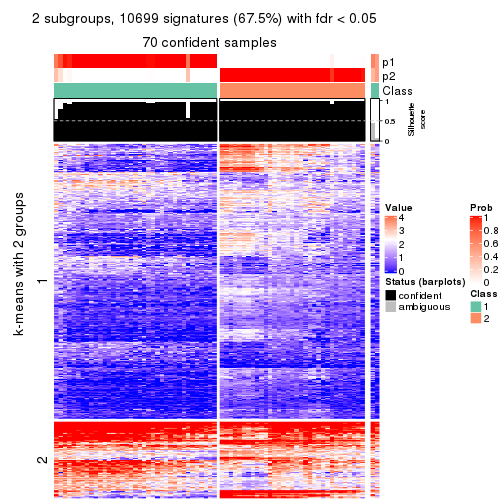 2 subgroups, 10699 signatures (67.5%) with fdr < 0.05
70 confident samples
p1
p2
Class
1
0.5
0
Silhouette
score
k-means with 2 groups
1
2
Value
4
3
2
1
0
Prob
1
0.8
0.6
0.4
0.2
0
Status (barplots)
confident
ambiguous
Class
1
2